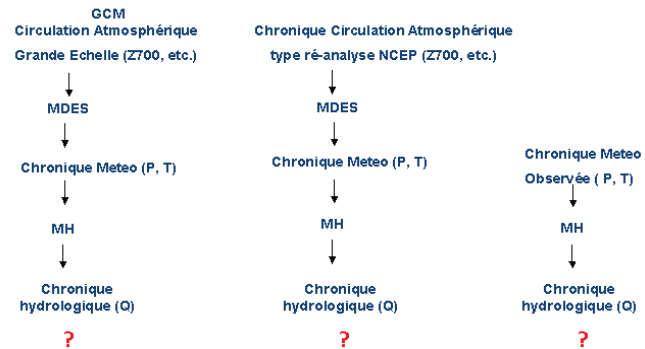 GCM
Circulation Atmosphérique
Grande Echelle (Z700, etc.)
MDES
Chronique Meteo (P, T)
MH
Chronique
hydrologique (Q)
?
Chronique Circulation Atmosphérique
type ré-analyse NCEP (Z700, etc.)
MDES
Chronique Meteo (P, T)
MH
Chronique
hydrologique (Q)
?
Chronique Meteo
Observée ( P, T)
MH
Chronique
hydrologique (Q)
?